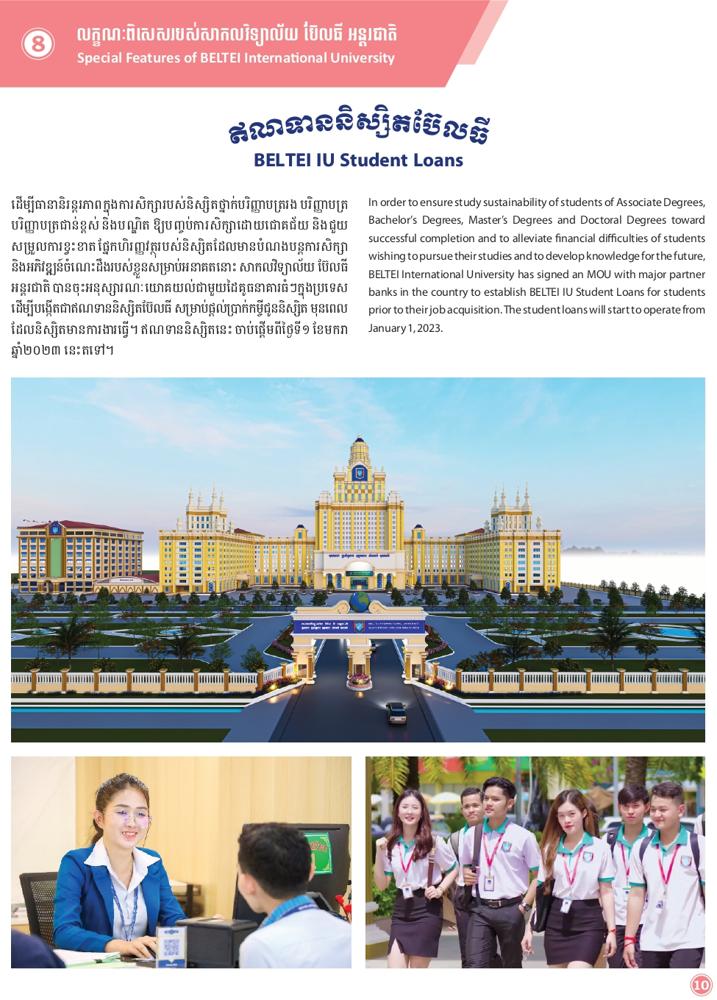 8
លក្ខណៈពិសេសរបស់សាកលវិទ្យាល័យ ប៊ែលធី អន្តរជាតិ
Special Features of BELTEI International University
ឥណទាននិស្សិតប៊ែលធី
BELTEI IU Student Loans
ដើម្បីធានានិរន្តរភាពក្នុងការសិក្សារបស់និស្សិតថ្នាក់បរិញ្ញាបត្ររង បរិញ្ញាបត្រ
បរិញ្ញាបត្រជាន់ខ្ពស់ និងបណ្ឌិត ឱ្យបញ្ចប់ការសិក្សាដោយជោគជ័យ និងជួយ
សម្រួលការខ្វះខាតផ្នែកហិរញ្ញវត្ថុរបស់និស្សិតដែលមានបំណងបន្តការសិក្សា
និងអភិវឌ្ឍន៍ចំណេះដឹងរបស់ខ្លួនសម្រាប់អនាគតនោះ សាកលវិទ្យាល័យ ប៊ែលធី
អន្តរជាតិ បានចុះអនុស្សារណៈយោគយល់ជាមួយដៃគូធនាគារធំៗក្នុងប្រទេស
ដើម្បីបង្កើតជាឥណទាននិស្សិតប៊ែលធី សម្រាប់ផ្តល់ប្រាក់កម្ចីជូននិស្សិត មុនពេល
ដែលនិស្សិតមានការងារធ្វើ។ ឥណទាននិស្សិតនេះ ចាប់ផ្តើមពីថ្ងៃទី១ ខែមករា
ឆ្នាំ២០២៣ នេះតទៅ។
In order to ensure study sustainability of students of Associate Degrees,
Bachelor's Degrees, Master's Degrees and Doctoral Degrees toward
successful completion and to alleviate financial difficulties of students
wishing to pursue their studies and to develop knowledge for the future,
BELTEI International University has signed an MOU with major partner
banks in the country to establish BELTEI IU Student Loans for students
prior to their job acquisition. The student loans will start to operate from
January 1, 2023.
10